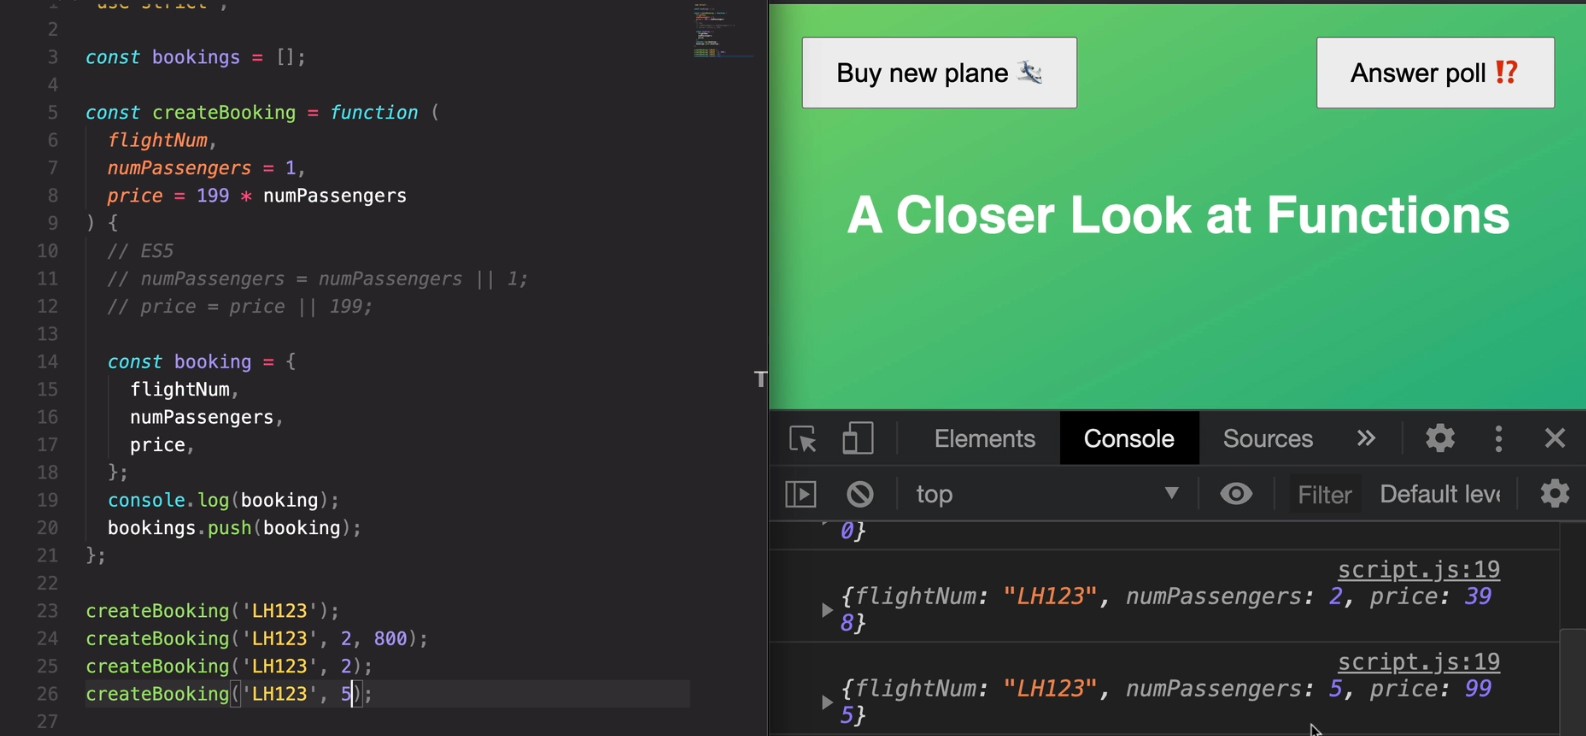 1 'use strict';
2
3 const bookings = [];
4
5 const createBooking = function (
6 flightNum,
7 numPassengers = 1,
8 price = 199 * numPassengers
9 ) {
10 // ES5
11 // numPassengers = numPassengers || 1;
12 // price = price || 199;
13
14 const booking = {
15 flightNum,
16 numPassengers,
17 price,
18 };
19 console.log(booking);
20 bookings.push(booking);
21 };
22
23 createBooking('LH123');
24 createBooking('LH123', 2, 800);
25 createBooking('LH123', 2);
26 createBooking('LH123', 5);
27
T
Buy new plane 🛩
Answer poll ⁉️
A Closer Look at Functions
Elements Console Sources »
top ▼ Filter Default leve
0}
script.js:19
{flightNum: "LH123", numPassengers: 2, price: 39
8}
script.js:19
{flightNum: "LH123", numPassengers: 5, price: 99
5}